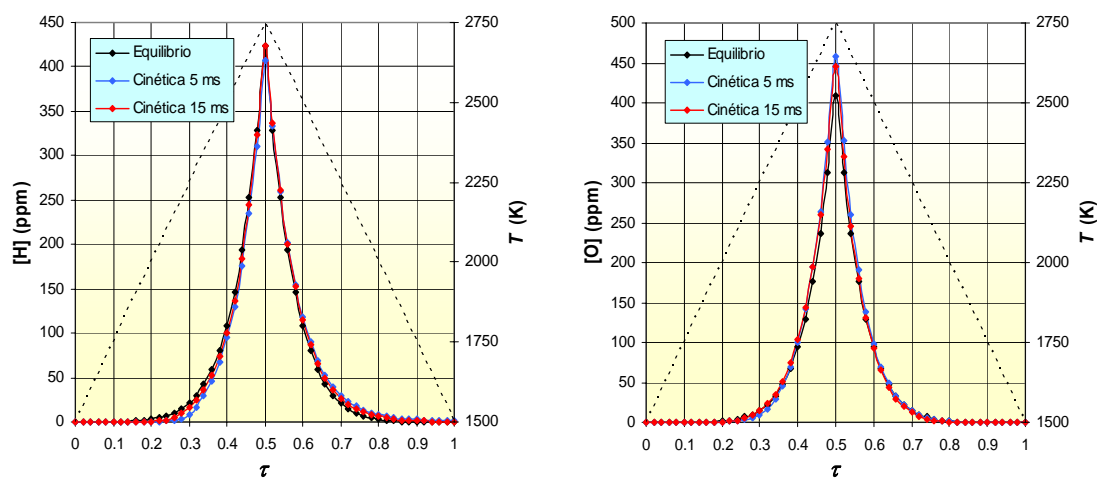 450
400
350
300
250
200
150
100
50
0
[H] (ppm)
Equilibrio
Cinética 5 ms
Cinética 15 ms
2750
2500
2250
2000
1750
1500
T (K)
0 0.1 0.2 0.3 0.4 0.5 0.6 0.7 0.8 0.9 1
τ
500
450
400
350
300
250
200
150
100
50
0
[O] (ppm)
Equilibrio
Cinética 5 ms
Cinética 15 ms
2750
2500
2250
2000
1750
1500
T (K)
0 0.1 0.2 0.3 0.4 0.5 0.6 0.7 0.8 0.9 1
τ